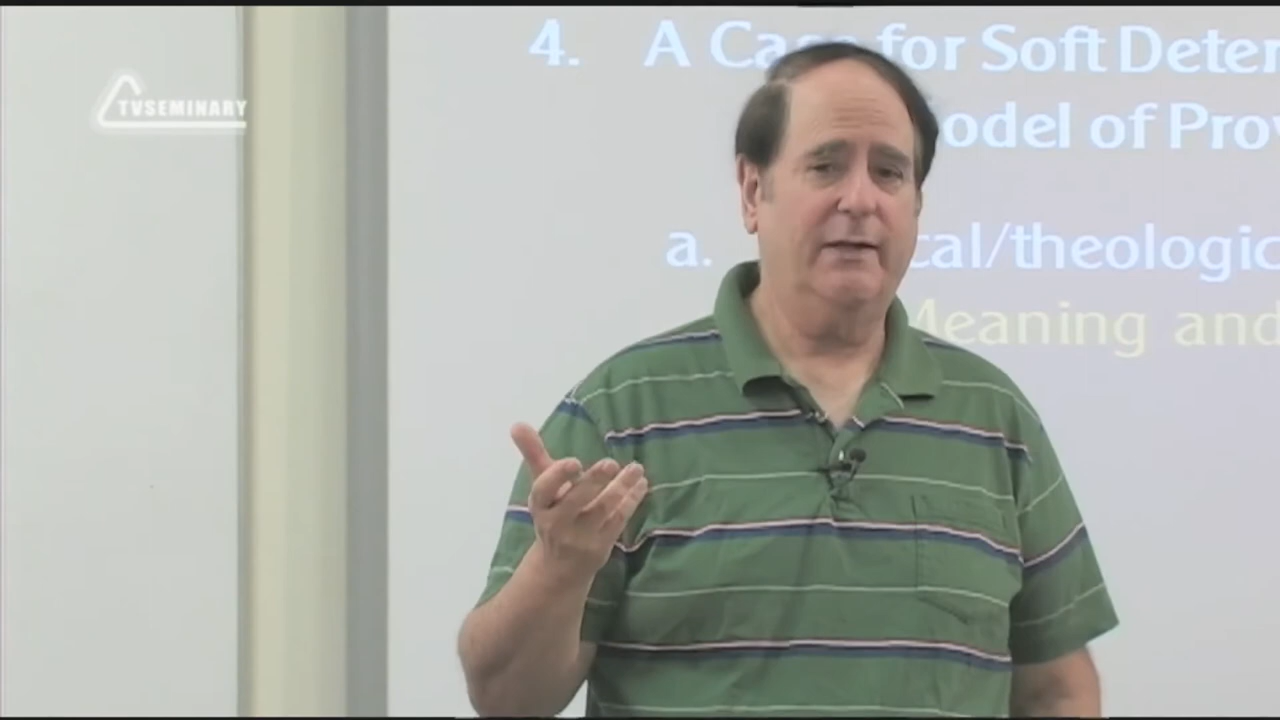 TVSEMINARY
4. A Case for Soft Deter
odel of Prov
a. cal/theologic
Meaning and